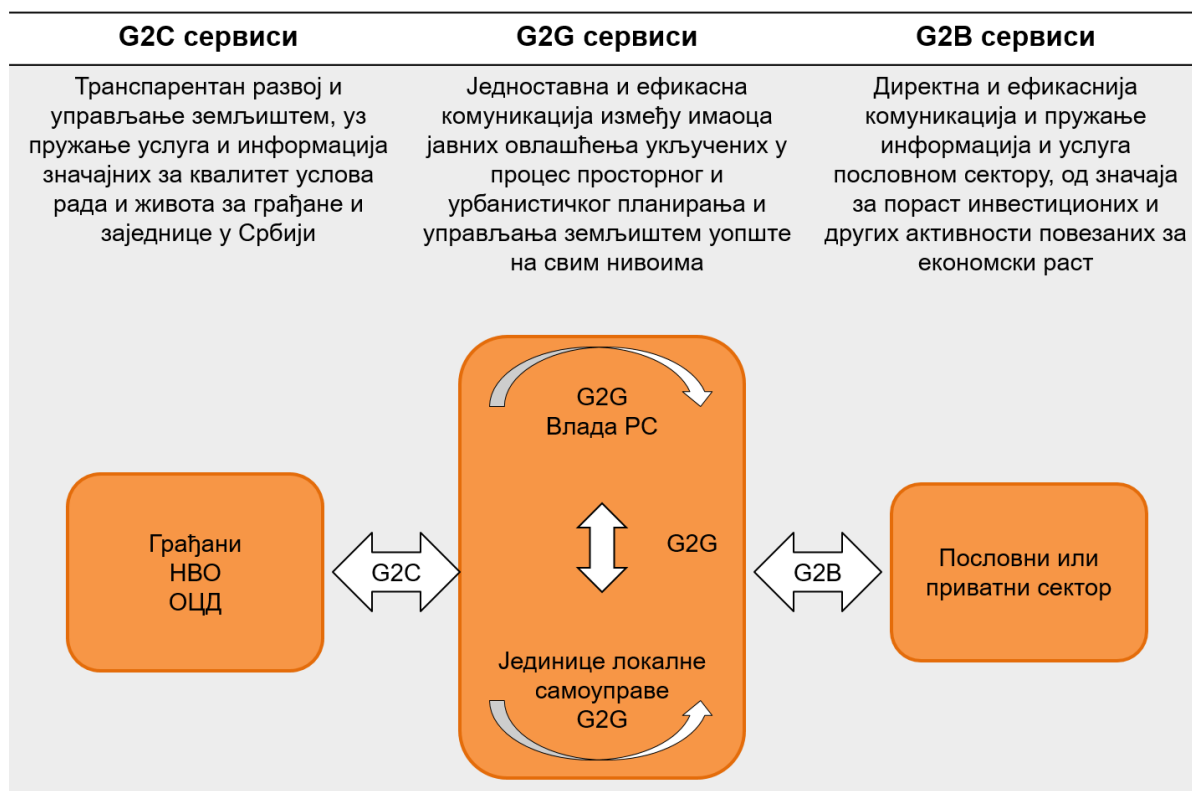 G2C сервиси
G2G сервиси
G2B сервиси
Транспарентан развој и
управљање земљиштем, уз
пружање услуга и информација
значајних за квалитет услова
рада и живота за грађане и
заједнице у Србији
Једноставна и ефикасна
комуникација између имаоца
јавних овлашћења укључених у
процес просторног и
урбанистичког планирања и
управљања земљиштем уопште
на свим нивоима
Директна и ефикаснија
комуникација и пружање
информација и услуга
пословном сектору, од значаја
за пораст инвестиционих и
других активности повезаних за
економски раст
Грађани
НВО
ОЦД
G2C
G2G
Влада РС
G2G
Јединице локалне
самоуправе
G2G
G2B
Пословни или
приватни сектор